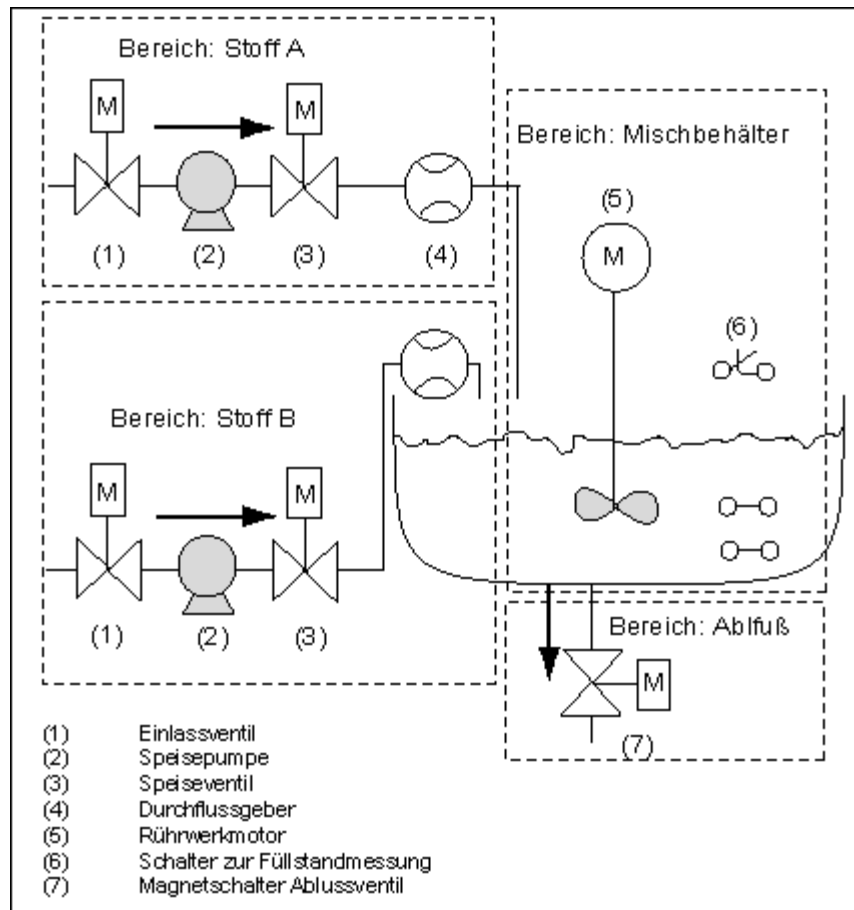 Bereich: Stoff A
M
M
(1)
(2)
(3)
(4)
Bereich: Mischbehälter
(5)
M
(6)
Bereich: Stoff B
M
M
(1)
(2)
(3)
Bereich: Ablfuß
M
(7)
(1) Einlassventil
(2) Speisepumpe
(3) Speiseventil
(4) Durchflussgeber
(5) Rührwerkmotor
(6) Schalter zur Füllstandmessung
(7) Magnetschalter Ablussventil